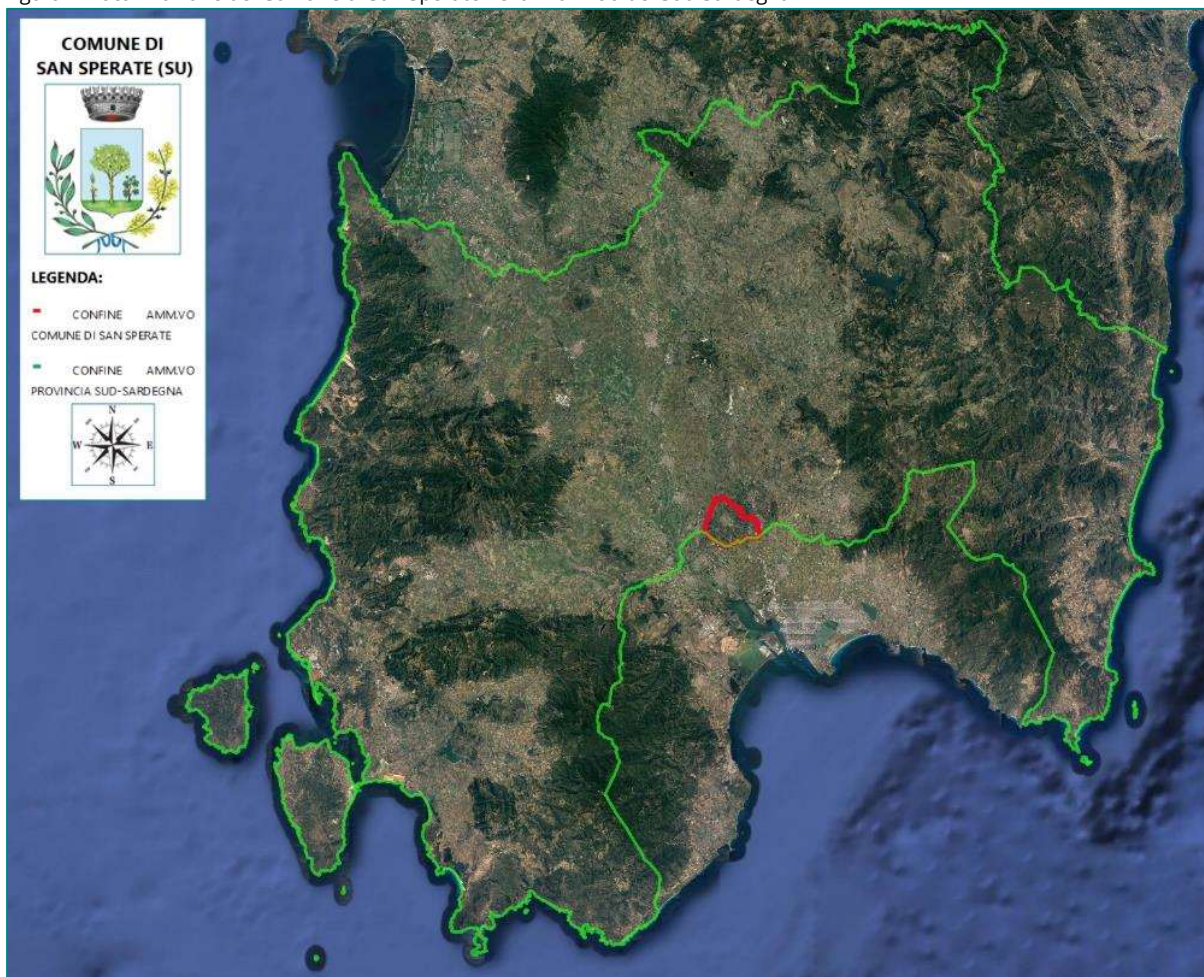 COMUNE DI
SAN SPERATE (SU)
LEGENDA:
CONFINE AMM.VO
COMUNE DI SAN SPERATE
CONFINE AMM.VO
PROVINCIA SUD-SARDEGNA
N
W E
S